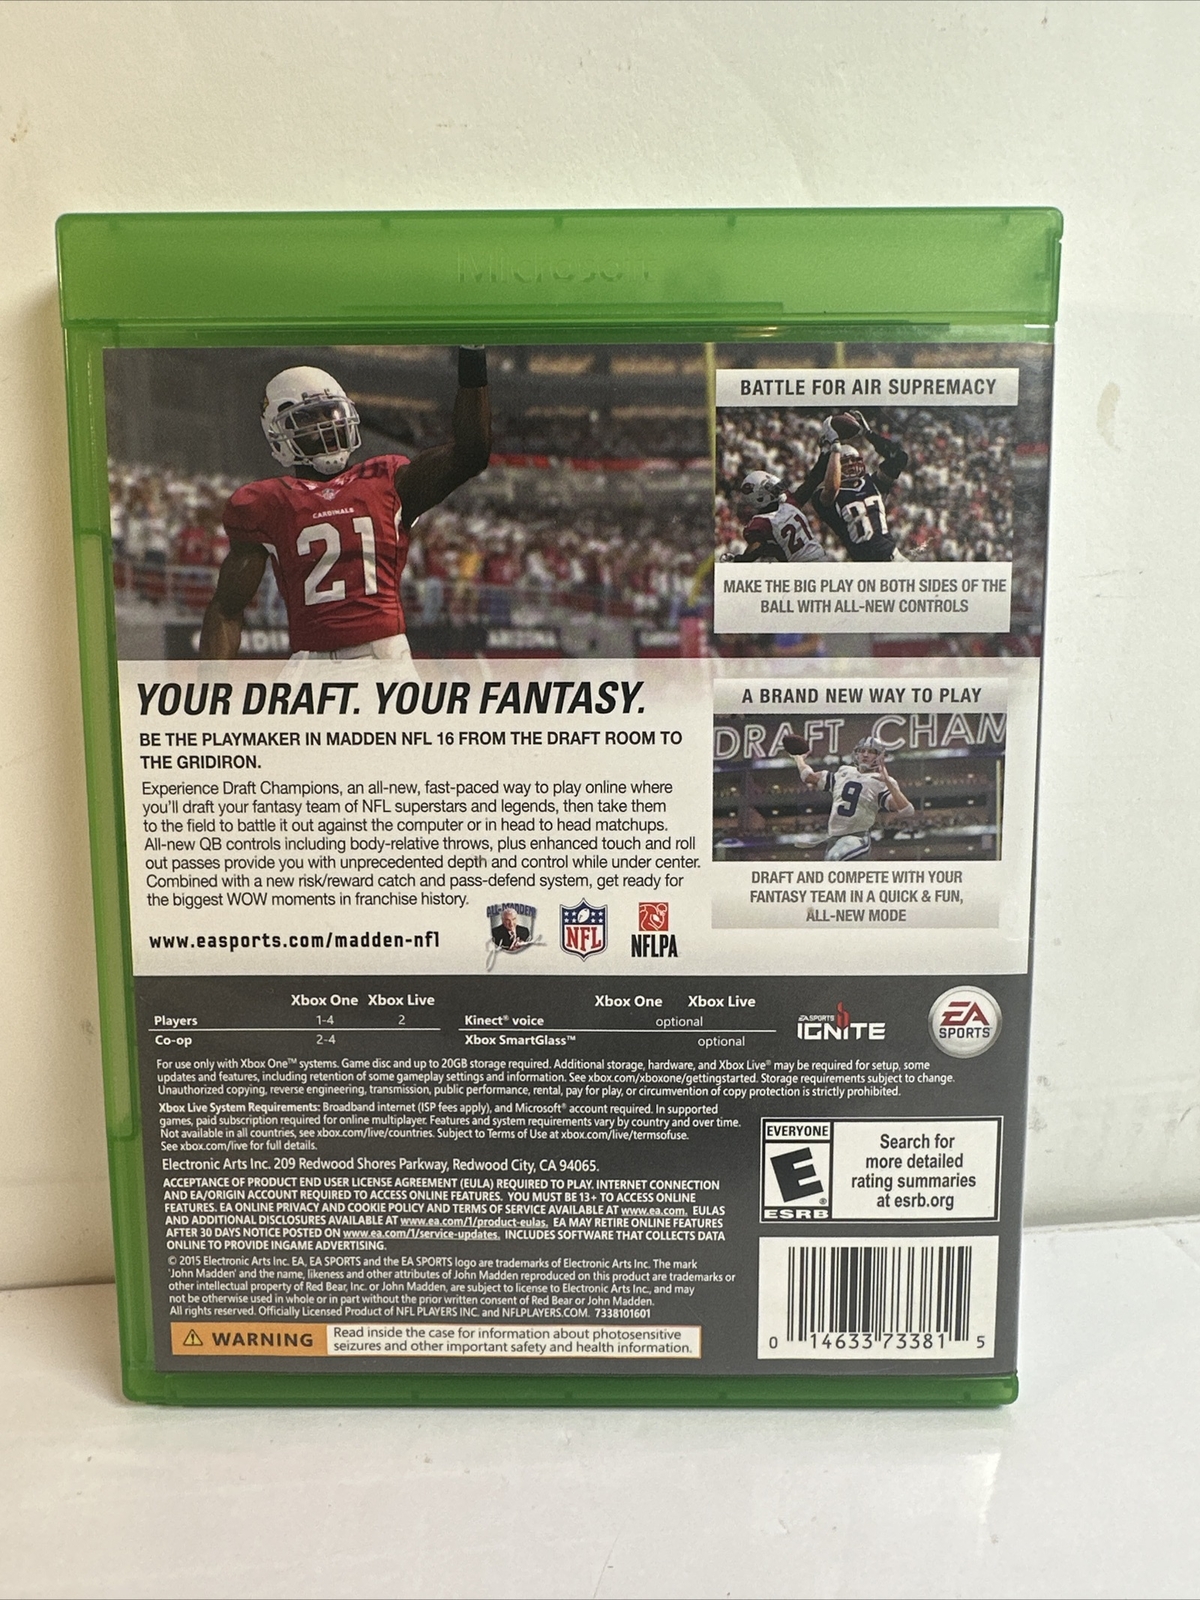 Microsoft
CARDINALS
21
ARIZONA
BATTLE FOR AIR SUPREMACY
21
87
MAKE THE BIG PLAY ON BOTH SIDES OF THE
BALL WITH ALL-NEW CONTROLS
YOUR DRAFT. YOUR FANTASY.
BE THE PLAYMAKER IN MADDEN NFL 16 FROM THE DRAFT ROOM TO
THE GRIDIRON.
Experience Draft Champions, an all-new, fast-paced way to play online where
you'll draft your fantasy team of NFL superstars and legends, then take them
to the field to battle it out against the computer or in head to head matchups.
All-new QB controls including body-relative throws, plus enhanced touch and roll
out passes provide you with unprecedented depth and control while under center.
Combined with a new risk/reward catch and pass-defend system, get ready for
the biggest WOW moments in franchise history.
www.easports.com/madden-nfl
ALL-MADDEN
NFL
NFLPA
A BRAND NEW WAY TO PLAY
DRAFT CHAM
9
DRAFT AND COMPETE WITH YOUR
FANTASY TEAM IN A QUICK & FUN,
ALL-NEW MODE
Xbox One Xbox Live
Players 1-4 2
Co-op 2-4
Xbox One Xbox Live
Kinect® voice optional
Xbox SmartGlass™ optional
EA SPORTS
IGNITE
EA
SPORTS
For use only with Xbox One™ systems. Game disc and up to 20GB storage required. Additional storage, hardware, and Xbox Live® may be required for setup, some
updates and features, including retention of some gameplay settings and information. See xbox.com/xboxone/gettingstarted. Storage requirements subject to change.
Unauthorized copying, reverse engineering, transmission, public performance, rental, pay for play, or circumvention of copy protection is strictly prohibited.
Xbox Live System Requirements: Broadband internet (ISP fees apply), and Microsoft® account required. In supported
games, paid subscription required for online multiplayer. Features and system requirements vary by country and over time.
Not available in all countries, see xbox.com/live/countries. Subject to Terms of Use at xbox.com/live/termsofuse.
See xbox.com/live for full details.
Electronic Arts Inc. 209 Redwood Shores Parkway, Redwood City, CA 94065.
ACCEPTANCE OF PRODUCT END USER LICENSE AGREEMENT (EULA) REQUIRED TO PLAY. INTERNET CONNECTION
AND EA/ORIGIN ACCOUNT REQUIRED TO ACCESS ONLINE FEATURES. YOU MUST BE 13+ TO ACCESS ONLINE
FEATURES. EA ONLINE PRIVACY AND COOKIE POLICY AND TERMS OF SERVICE AVAILABLE AT www.ea.com. EULAS
AND ADDITIONAL DISCLOSURES AVAILABLE AT www.ea.com/1/product-eulas. EA MAY RETIRE ONLINE FEATURES
AFTER 30 DAYS NOTICE POSTED ON www.ea.com/1/service-updates. INCLUDES SOFTWARE THAT COLLECTS DATA
ONLINE TO PROVIDE INGAME ADVERTISING.
© 2015 Electronic Arts Inc. EA, EA SPORTS and the EA SPORTS logo are trademarks of Electronic Arts Inc. The mark
'John Madden' and the name, likeness and other attributes of John Madden reproduced on this product are trademarks or
other intellectual property of Red Bear, Inc. or John Madden, are subject to license to Electronic Arts Inc., and may
not be otherwise used in whole or in part without the prior written consent of Red Bear or John Madden.
All rights reserved. Officially Licensed Product of NFL PLAYERS INC. and NFLPLAYERS.COM. 7338101601
WARNING
Read inside the case for information about photosensitive
seizures and other important safety and health information.
EVERYONE
E
®
ESRB
Search for
more detailed
rating summaries
at esrb.org
0 14633 73381 5